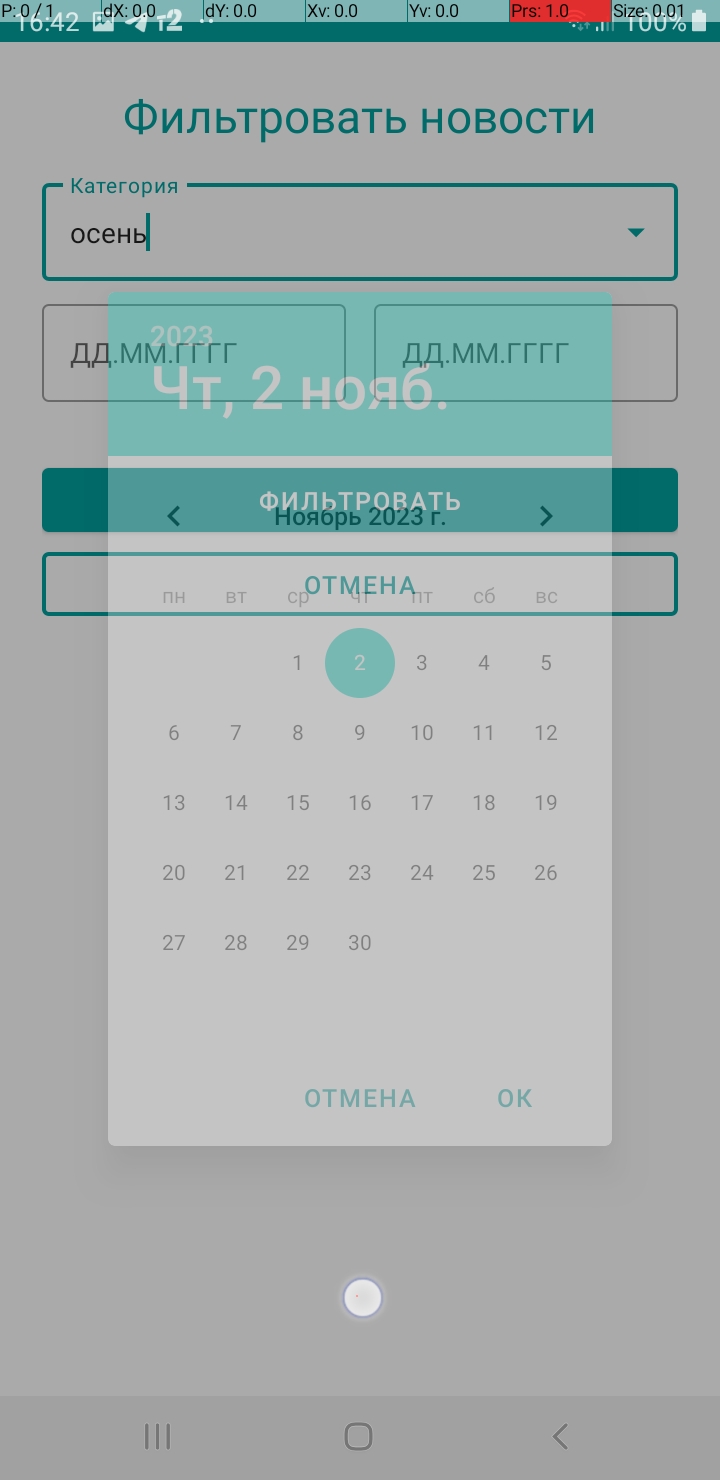 P: 0 / 1 dX: 0.0 dY: 0.0 Xv: 0.0 Yv: 0.0 Prs: 1.0 Size: 0.01
16:42 т2 100%
Фильтровать новости
Категория
осень
ДД.ММ.ГГГГ ДД.ММ.ГГГГ
2023
Чт, 2 нояб.
ФИЛЬТРОВАТЬ
Ноябрь 2023 г.
ОТМЕНА
пн вт ср чт пт сб вс
1 2 3 4 5
6 7 8 9 10 11 12
13 14 15 16 17 18 19
20 21 22 23 24 25 26
27 28 29 30
ОТМЕНА ОК